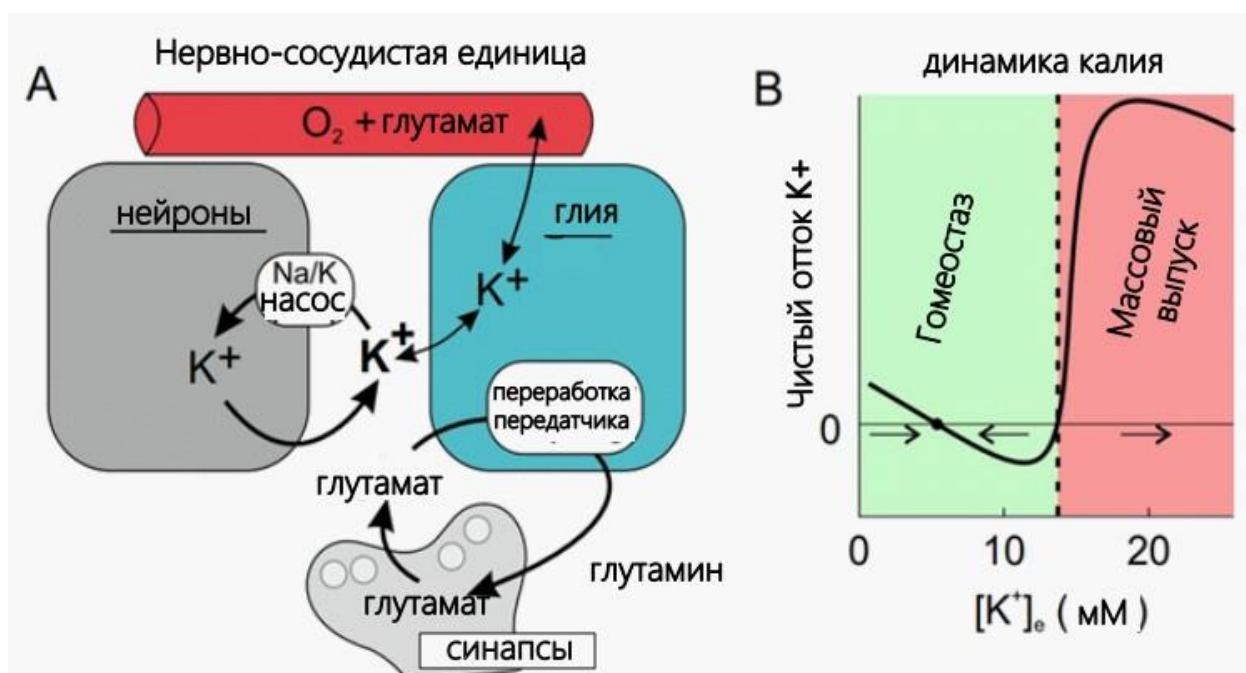 Нервно-сосудистая единица
A
O₂ + глутамат
нейроны
глия
Na/K
насос
K⁺
K⁺
K⁺
переработка
передатчика
глутамат
глутамат
глутамин
синапсы
динамика калия
B
Чистый отток K+
Гомеостаз
Массовый
выпуск
0
0
10
20
[K⁺]ₑ ( мМ )